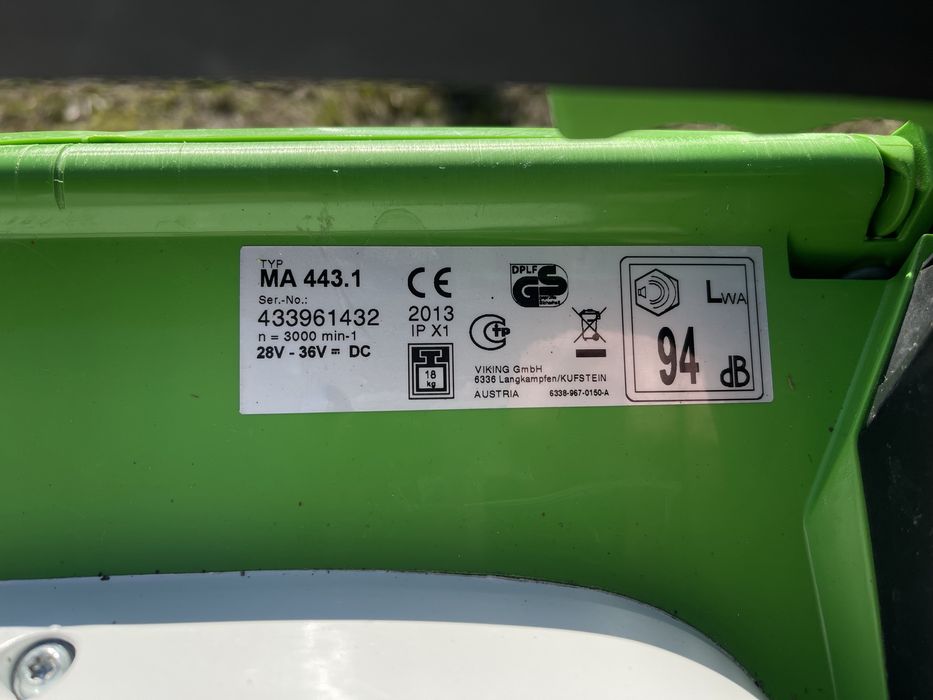 TYP
MA 443.1
Ser.-No.:
433961432
n = 3000 min-1
28V - 36V ⎓ DC
CE
2013
IP X1
18
kg
DPLF
GS
tp
VIKING GmbH
6336 Langkampfen/KUFSTEIN
AUSTRIA 6338-967-0150-A
LWA
94
dB